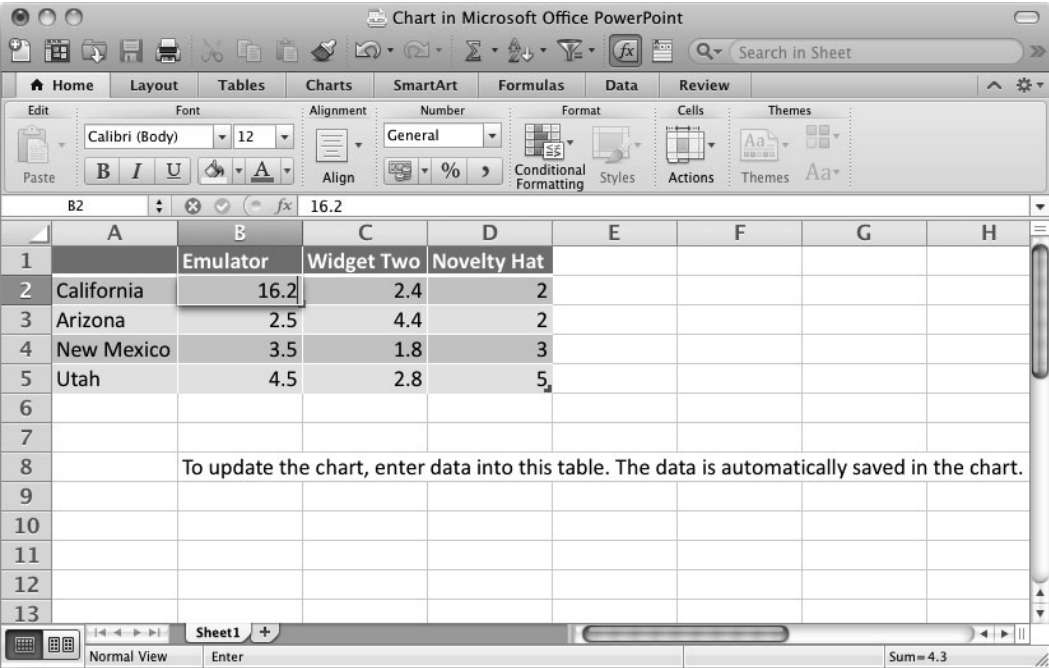 Chart in Microsoft Office PowerPoint
fx Search in Sheet
Home Layout Tables Charts SmartArt Formulas Data Review
Edit Font Alignment Number Format Cells Themes
Calibri (Body) 12 General Aa
B I U A % Aa
Paste Align Conditional Formatting Styles Actions Themes
B2 fx 16.2
A B C D E F G H
1 Emulator Widget Two Novelty Hat
2 California 16.2 2.4 2
3 Arizona 2.5 4.4 2
4 New Mexico 3.5 1.8 3
5 Utah 4.5 2.8 5
6
7
8 To update the chart, enter data into this table. The data is automatically saved in the chart.
9
10
11
12
13
Sheet1
Normal View Enter Sum=4.3